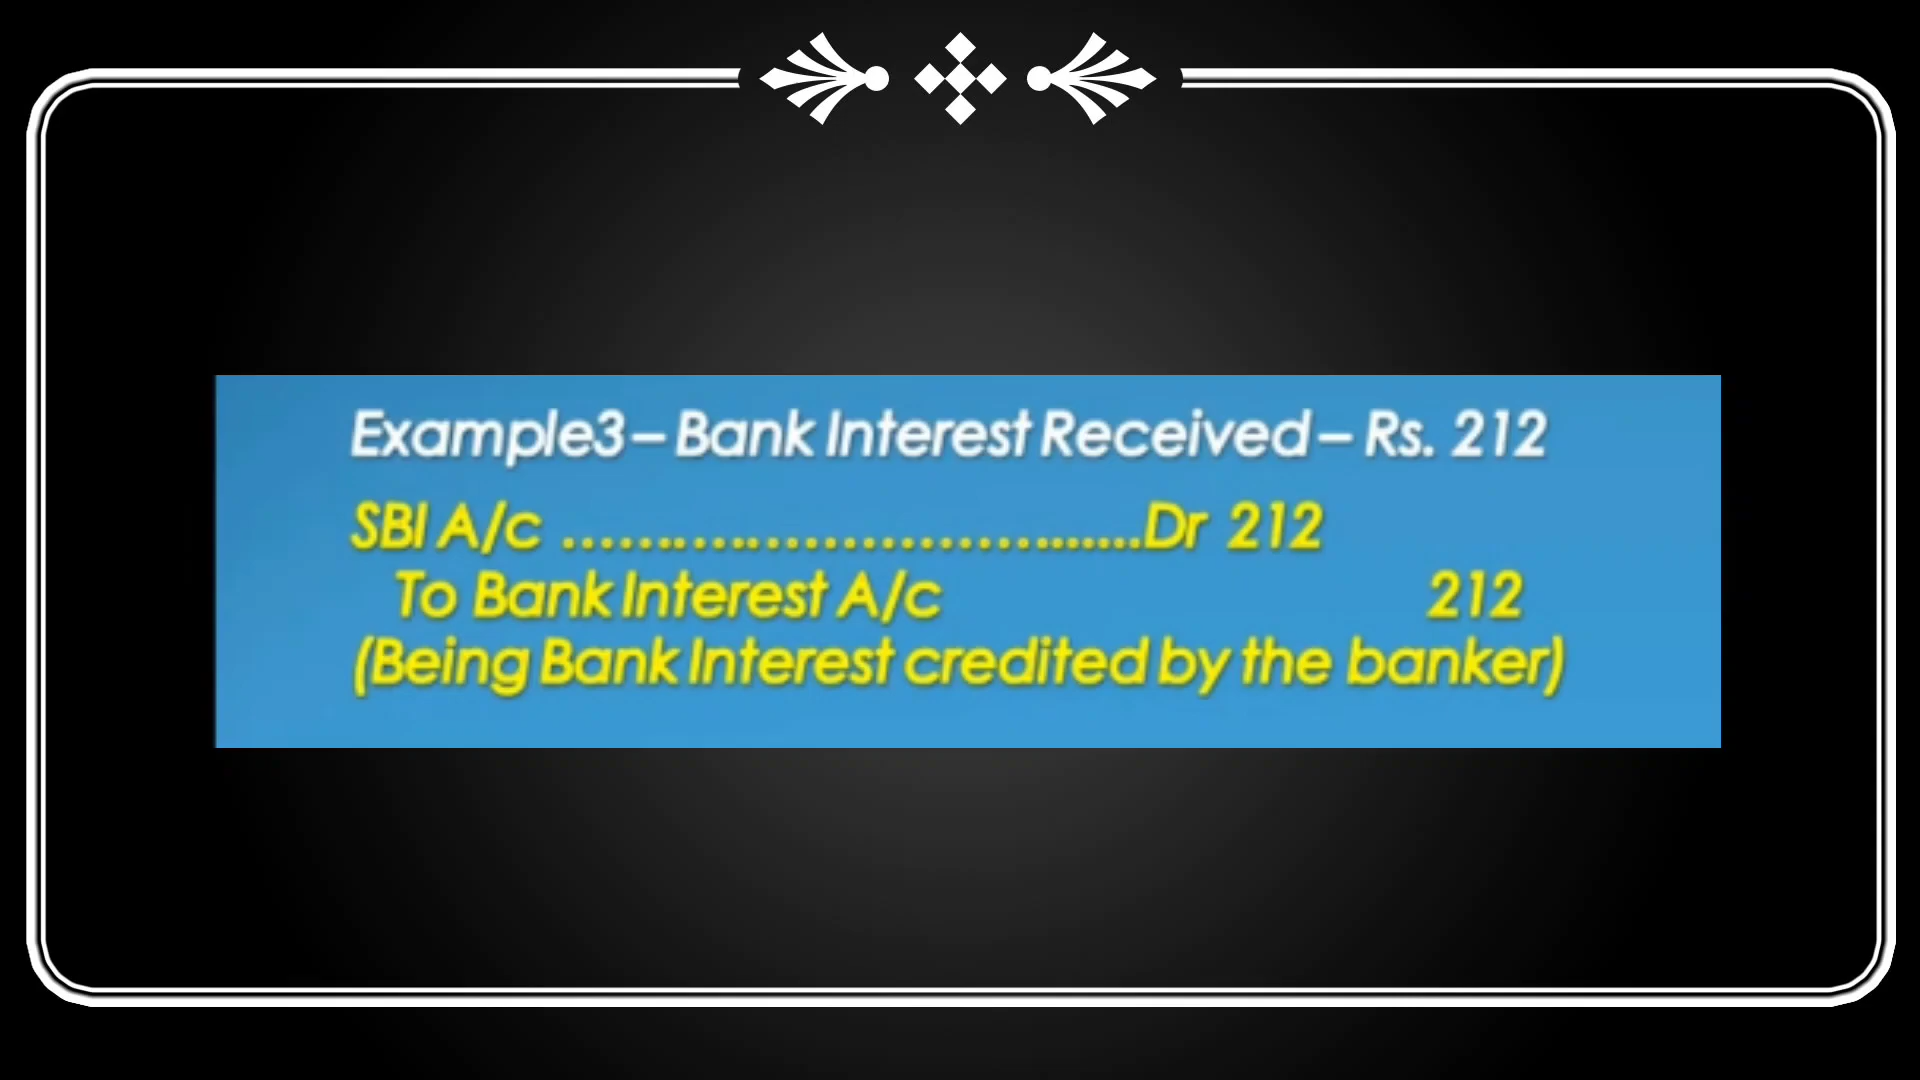 Example3 – Bank Interest Received – Rs. 212
SBI A/c ........................................Dr 212
To Bank Interest A/c 212
(Being Bank Interest credited by the banker)